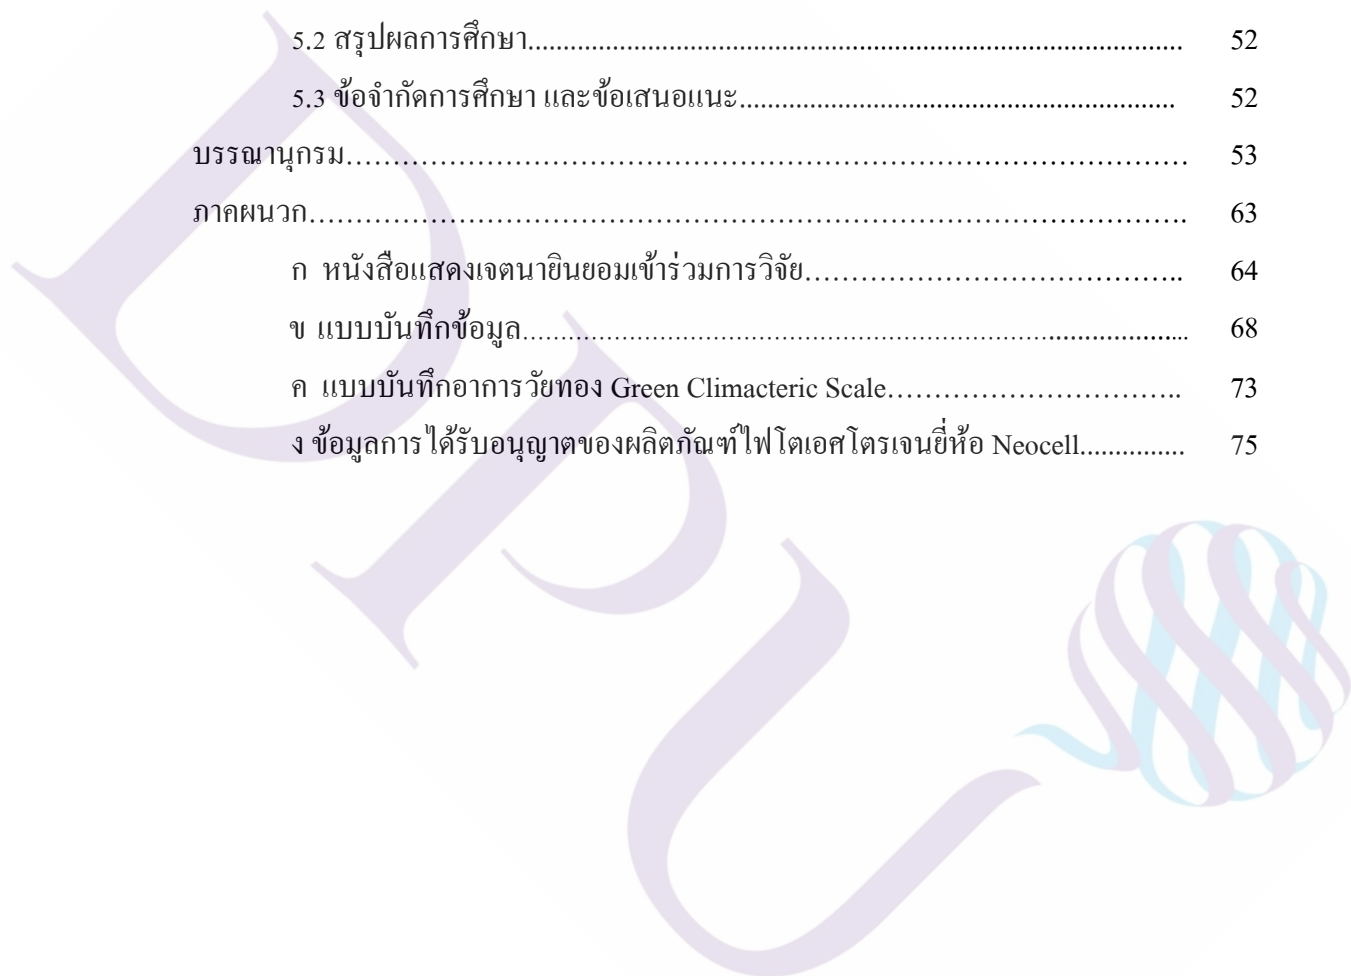 5.2 สรุปผลการศึกษา........................................................................................ 52
5.3 ข้อจำกัดการศึกษา และข้อเสนอแนะ........................................................... 52
บรรณานุกรม……………………………………………………………………………… 53
ภาคผนวก…………………………………………………………………………………. 63
ก หนังสือแสดงเจตนายินยอมเข้าร่วมการวิจัย………………………………….. 64
ข แบบบันทึกข้อมูล........................................................................................ 68
ค แบบบันทึกอาการวัยทอง Green Climacteric Scale………………………….. 73
ง ข้อมูลการได้รับอนุญาตของผลิตภัณฑ์ไฟโตเอศโตรเจนยี่ห้อ Neocell............... 75
DPU